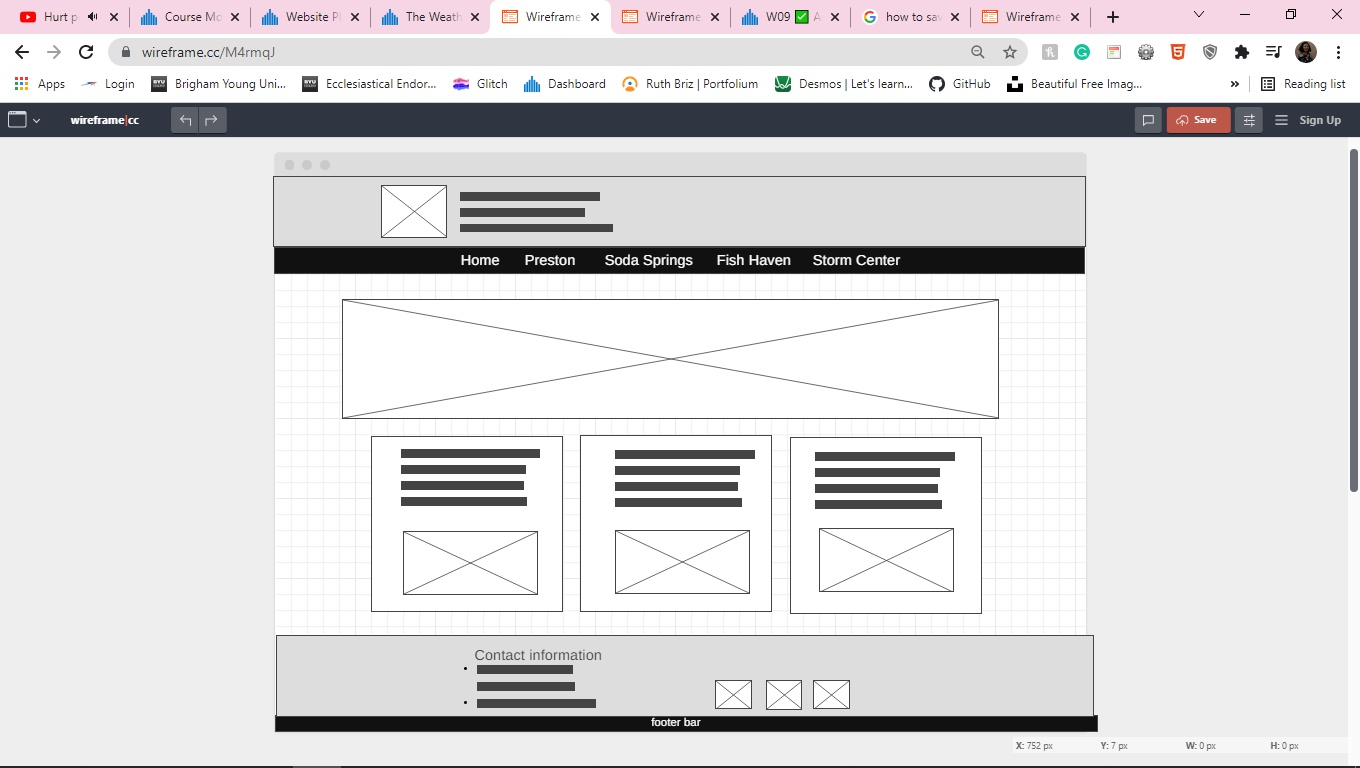 Hurt p
Course Mo
Website Pl
The Weath
Wireframe
Wireframe
W09 ✅ A
how to sav
Wireframe
wireframe.cc/M4rmqJ
Apps
Login
Brigham Young Uni...
Ecclesiastical Endor...
Glitch
Dashboard
Ruth Briz | Portfolium
Desmos | Let's learn...
GitHub
Beautiful Free Imag...
»
Reading list
wireframe|cc
Save
Sign Up
Home Preston Soda Springs Fish Haven Storm Center
Contact information
footer bar
X: 752 px Y: 7 px W: 0 px H: 0 px